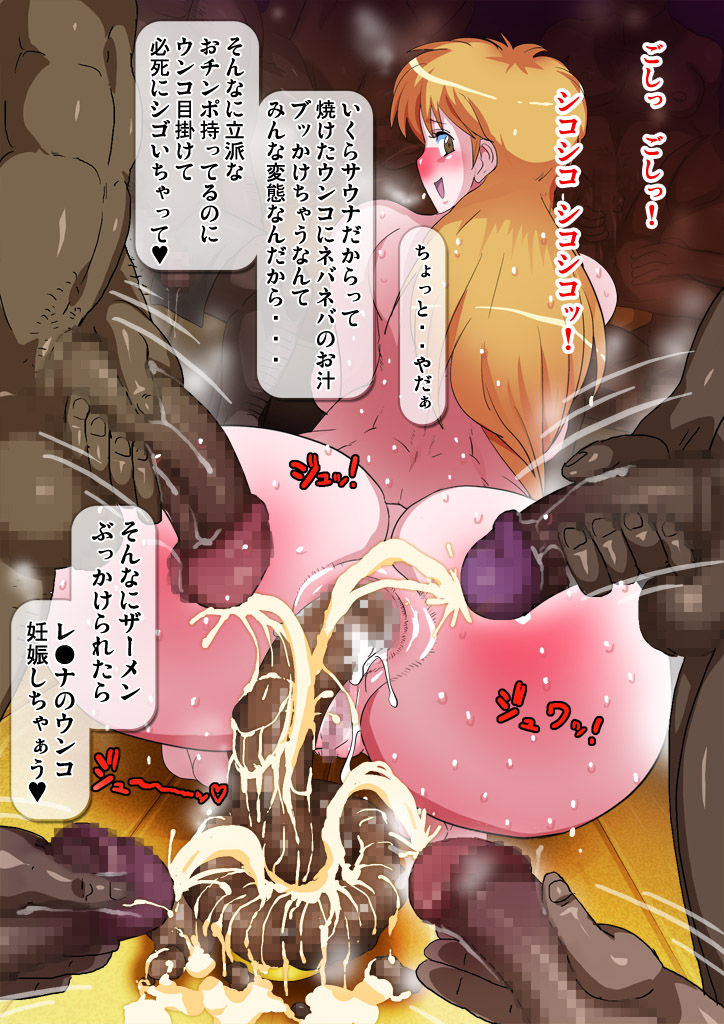 ごしっ ごしっ！
シコシコ シコシコッ！
ちょっと・・やだぁ
いくらサウナだからって
焼けたウンコにネバネバのお汁
ブッかけちゃうなんて
みんな変態なんだから・・・
そんなに立派な
おチンポ持ってるのに
ウンコ目掛けて
必死にシゴいちゃって♥
ジュッ！
ジュワッ！
そんなにザーメン
ぶっかけられたら
レ●ナのウンコ
妊娠しちゃぁう♥
ジューーーッ♡